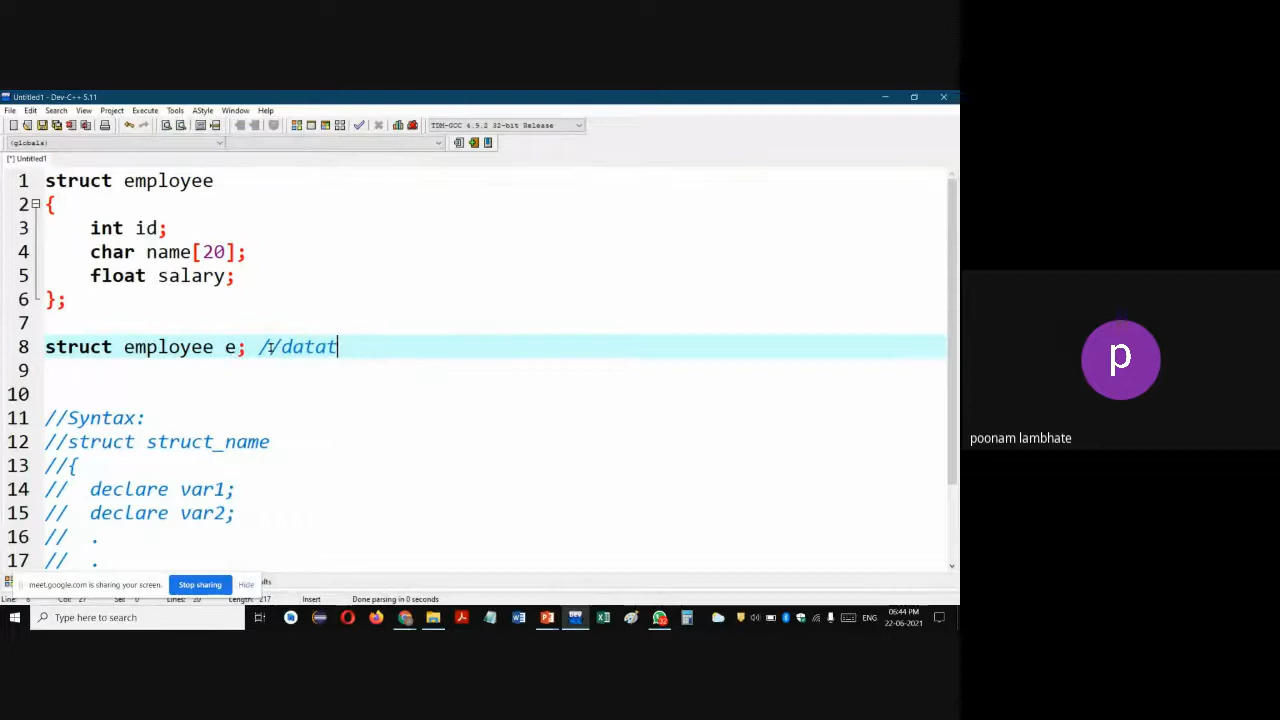 Untitled1 - Dev-C++ 5.11
File Edit Search View Project Execute Tools AStyle Window Help
TDM-GCC 4.9.2 32-bit Release
(globals)
[*] Untitled1
1 struct employee
2 {
3 int id;
4 char name[20];
5 float salary;
6 };
7
8 struct employee e; //datat
9
10
11 //Syntax:
12 //struct struct_name
13 //{
14 // declare var1;
15 // declare var2;
16 // .
17 // .
meet.google.com is sharing your screen. Stop sharing Hide
Insert Done parsing in 0 seconds
Type here to search
ENG 06:44 PM
22-06-2021
p
poonam lambhate